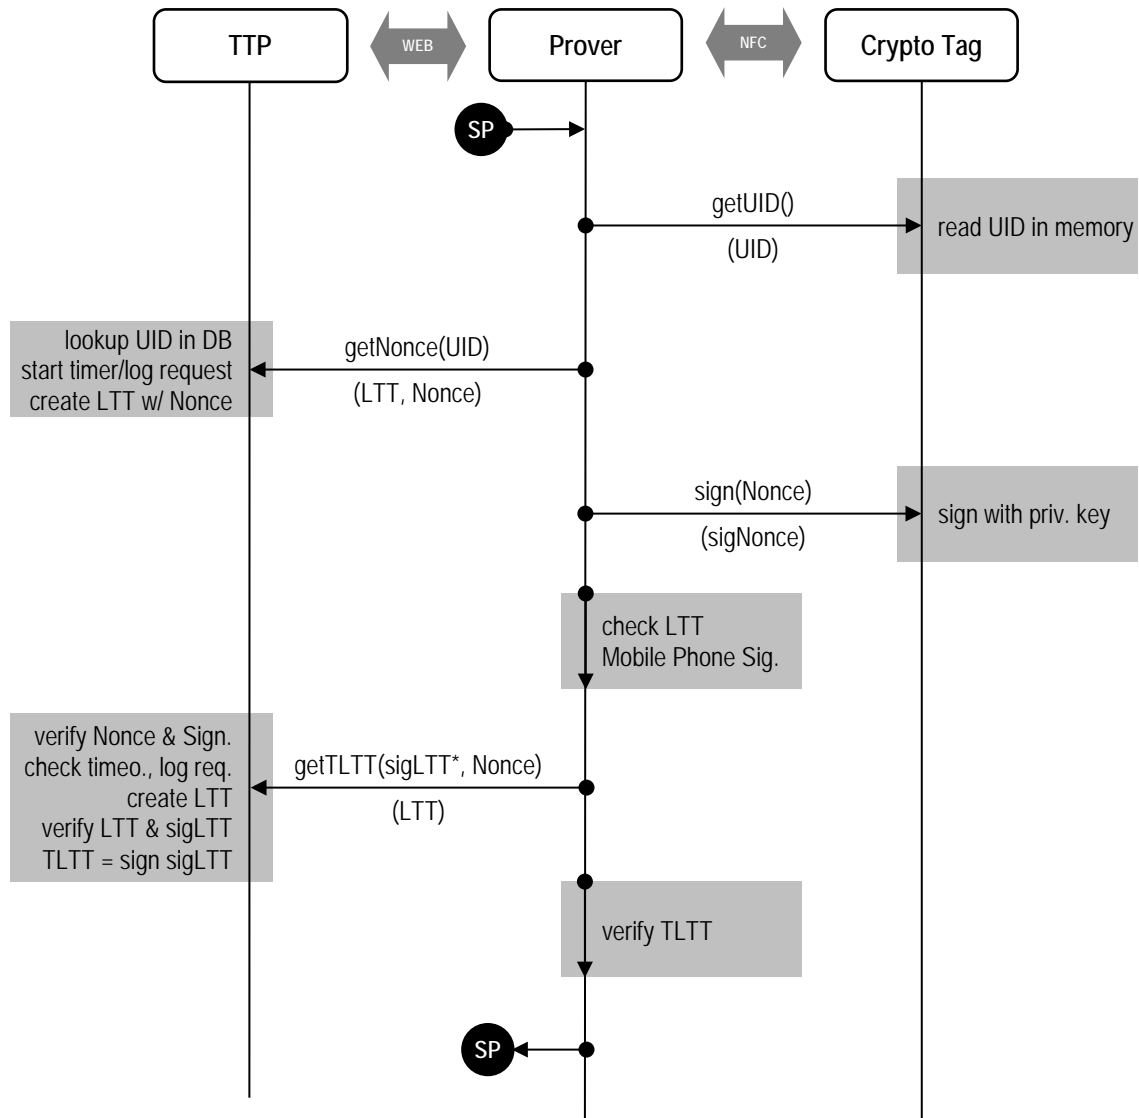 TTP
WEB
Prover
NFC
Crypto Tag
SP
getUID()
(UID)
read UID in memory
lookup UID in DB
start timer/log request
create LTT w/ Nonce
getNonce(UID)
(LTT, Nonce)
sign(Nonce)
(sigNonce)
sign with priv. key
check LTT
Mobile Phone Sig.
verify Nonce & Sign.
check timeo., log req.
create LTT
verify LTT & sigLTT
TLTT = sign sigLTT
getTLTT(sigLTT*, Nonce)
(LTT)
verify TLTT
SP